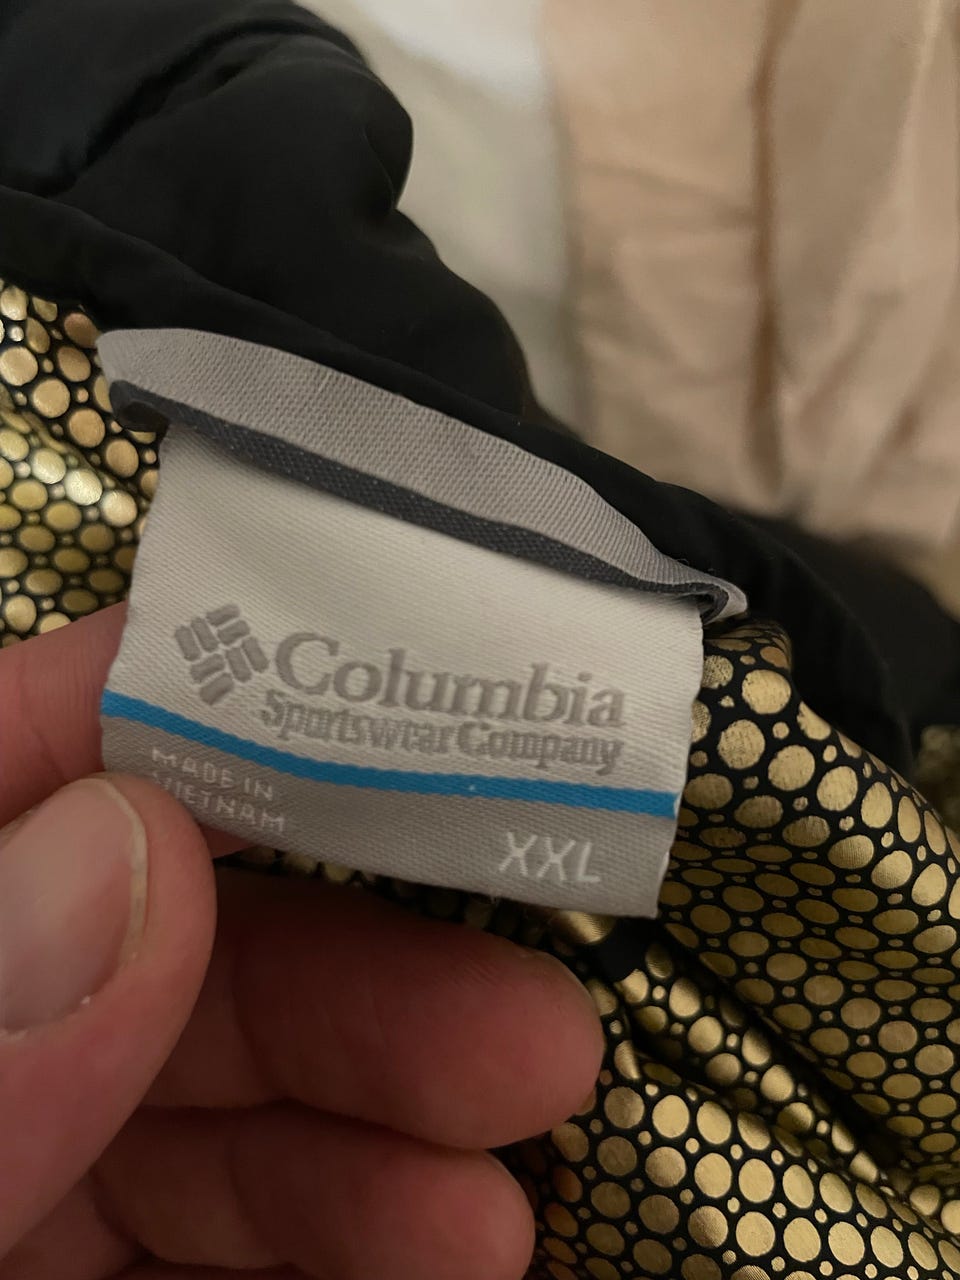 Columbia
Sportswear Company
MADE IN
VIETNAM
XXL